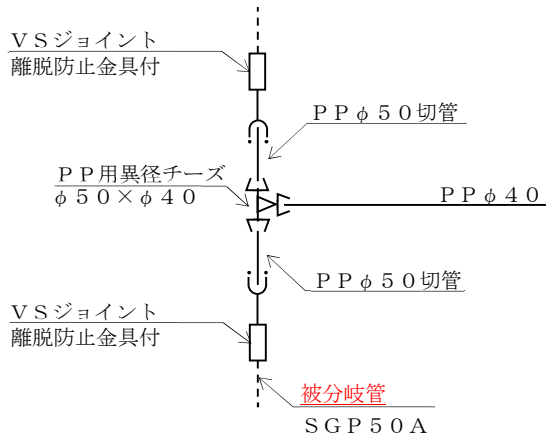 VSジョイント
離脱防止金具付
PPφ50切管
PP用異径チーズ
φ50×φ40
PPφ40
PPφ50切管
VSジョイント
離脱防止金具付
被分岐管
SGP50A